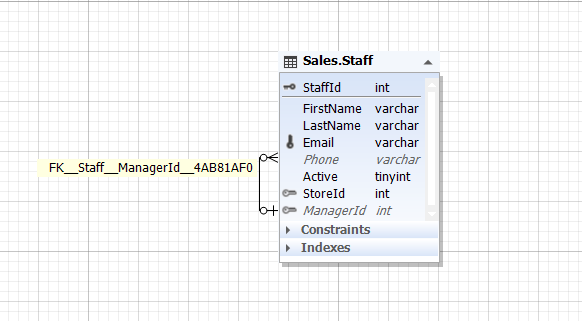 Sales.Staff
StaffId int
FirstName varchar
LastName varchar
Email varchar
Phone varchar
FK__Staff__ManagerId__4AB81AF0
Active tinyint
StoreId int
ManagerId int
Constraints
Indexes